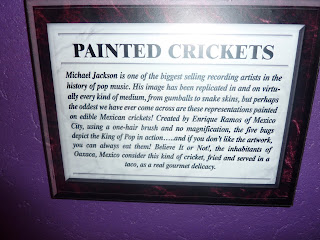 PAINTED CRICKETS
Michael Jackson is one of the biggest selling recording artists in the
history of pop music. His image has been replicated in and on virtu-
ally every kind of medium, from gumballs to snake skins, but perhaps
the oddest we have ever come across are these representations painted
on edible Mexican crickets! Created by Enrique Ramos of Mexico
City, using a one-hair brush and no magnification, the five bugs
depict the King of Pop in action.....and if you don't like the artwork,
you can always eat them! Believe It or Not!, the inhabitants of
Oaxaca, Mexico consider this kind of cricket, fried and served in a
taco, as a real gourmet delicacy.